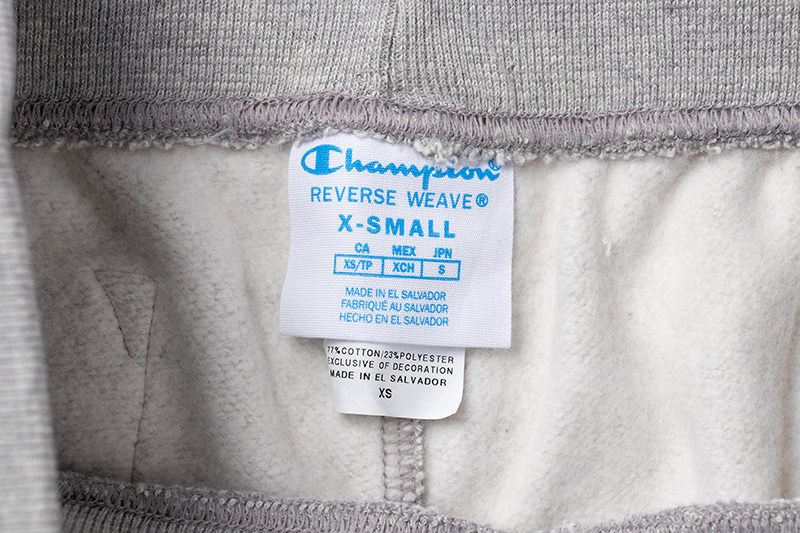 Champion®
REVERSE WEAVE®
X-SMALL
CA MEX JPN
XS/TP XCH S
MADE IN EL SALVADOR
FABRIQUÉ AU SALVADOR
HECHO EN EL SALVADOR
77%COTTON/23%POLYESTER
EXCLUSIVE OF DECORATION
MADE IN EL SALVADOR
XS